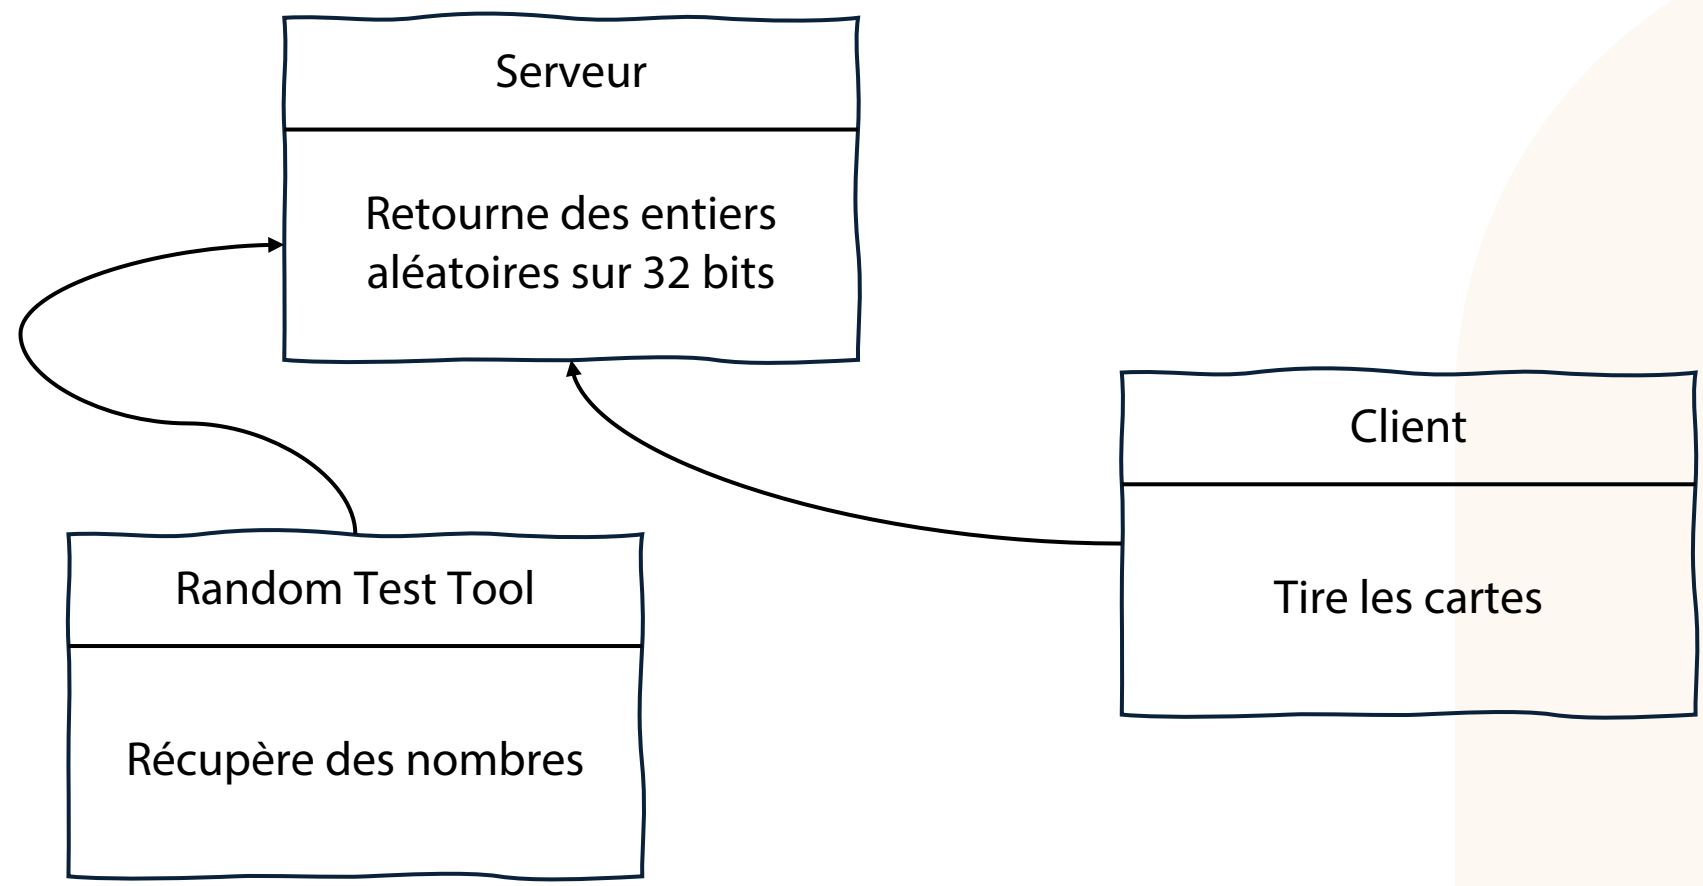 Serveur
Retourne des entiers
aléatoires sur 32 bits
Client
Tire les cartes
Random Test Tool
Récupère des nombres